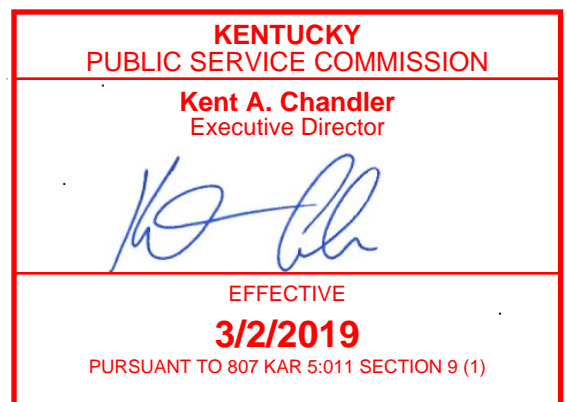 KENTUCKY
PUBLIC SERVICE COMMISSION
Kent A. Chandler
Executive Director
EFFECTIVE
3/2/2019
PURSUANT TO 807 KAR 5:011 SECTION 9 (1)